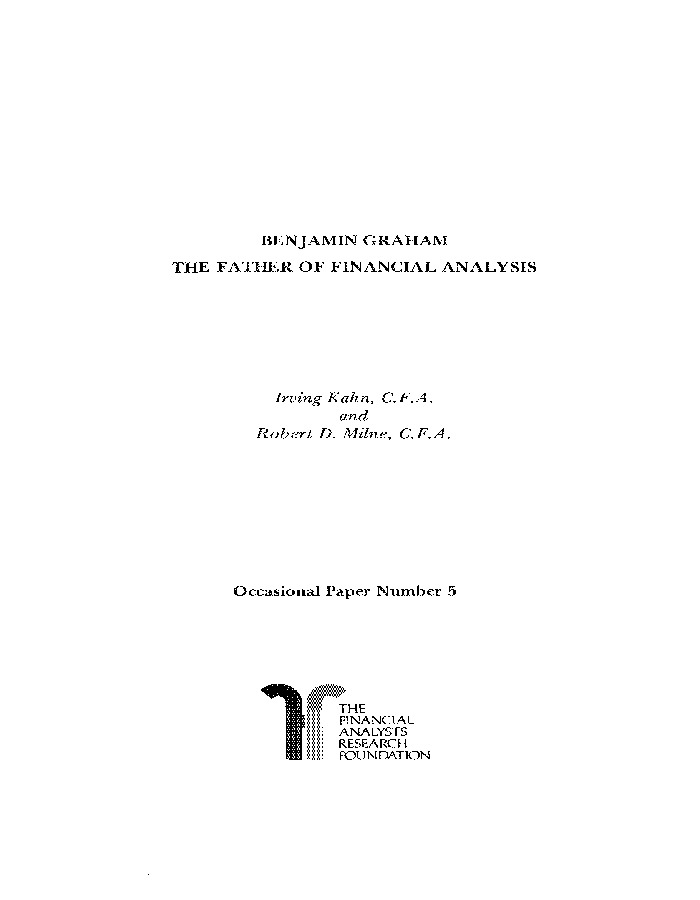 BENJAMIN GRAHAM
THE FATHER OF FINANCIAL ANALYSIS
Irving Kahn, C.F.A.
and
Robert D. Milne, C.F.A.
Occasional Paper Number 5
THE
FINANCIAL
ANALYSTS
RESEARCH
FOUNDATION